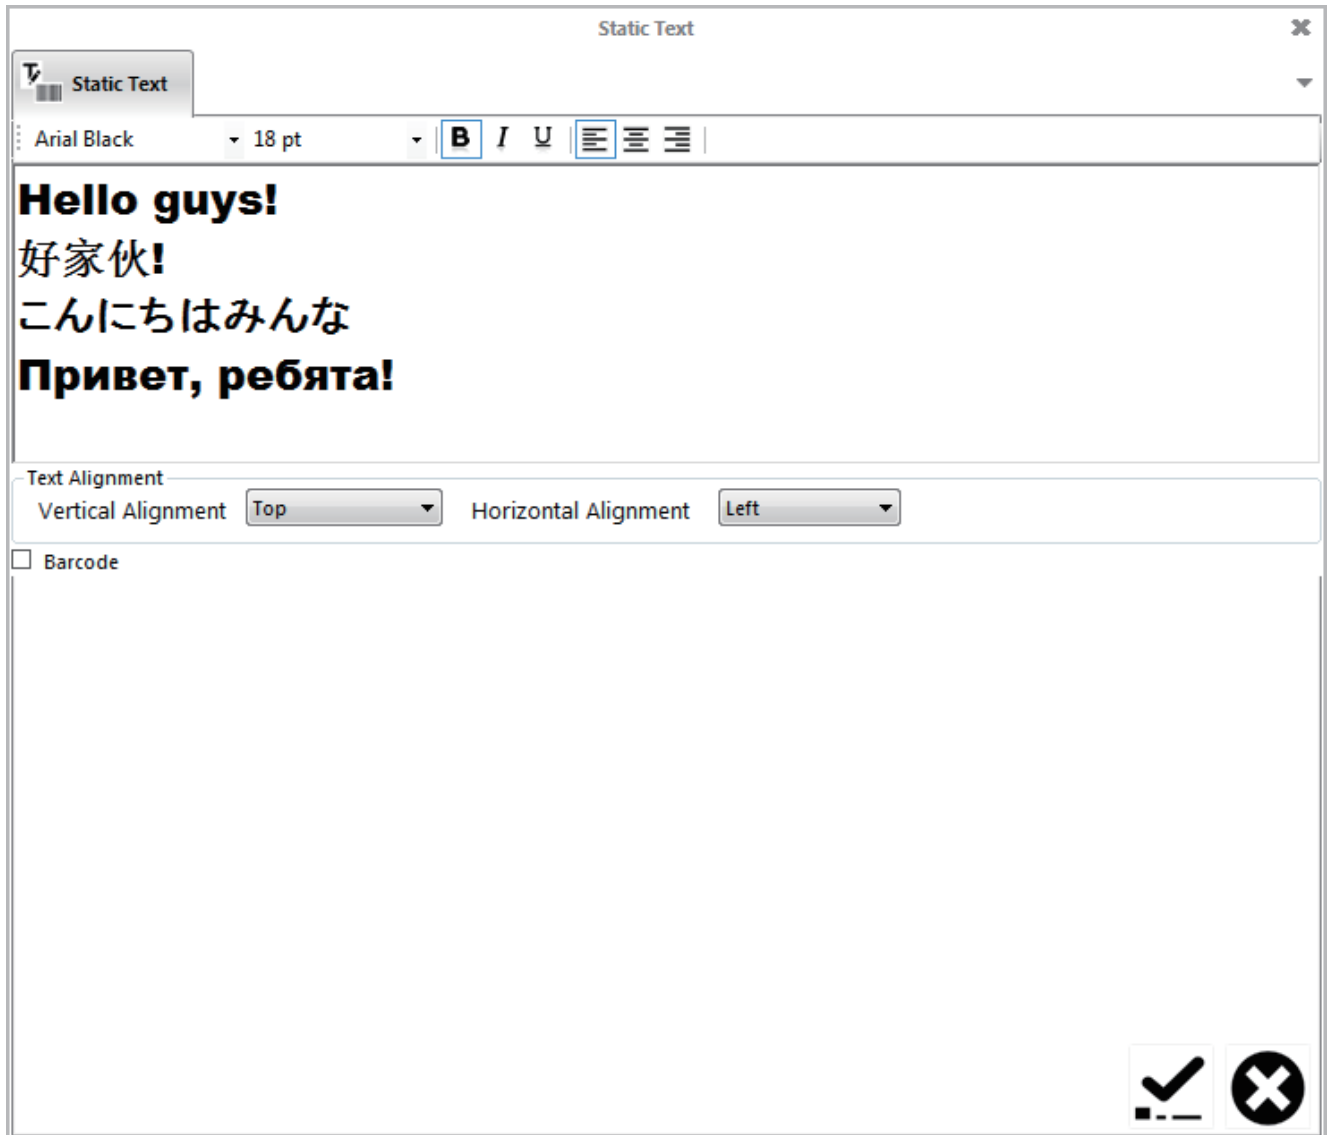 Static Text
Static Text
Arial Black 18 pt B I U
Hello guys!
好家伙!
こんにちはみんな
Привет, ребята!
Text Alignment
Vertical Alignment Top Horizontal Alignment Left
Barcode